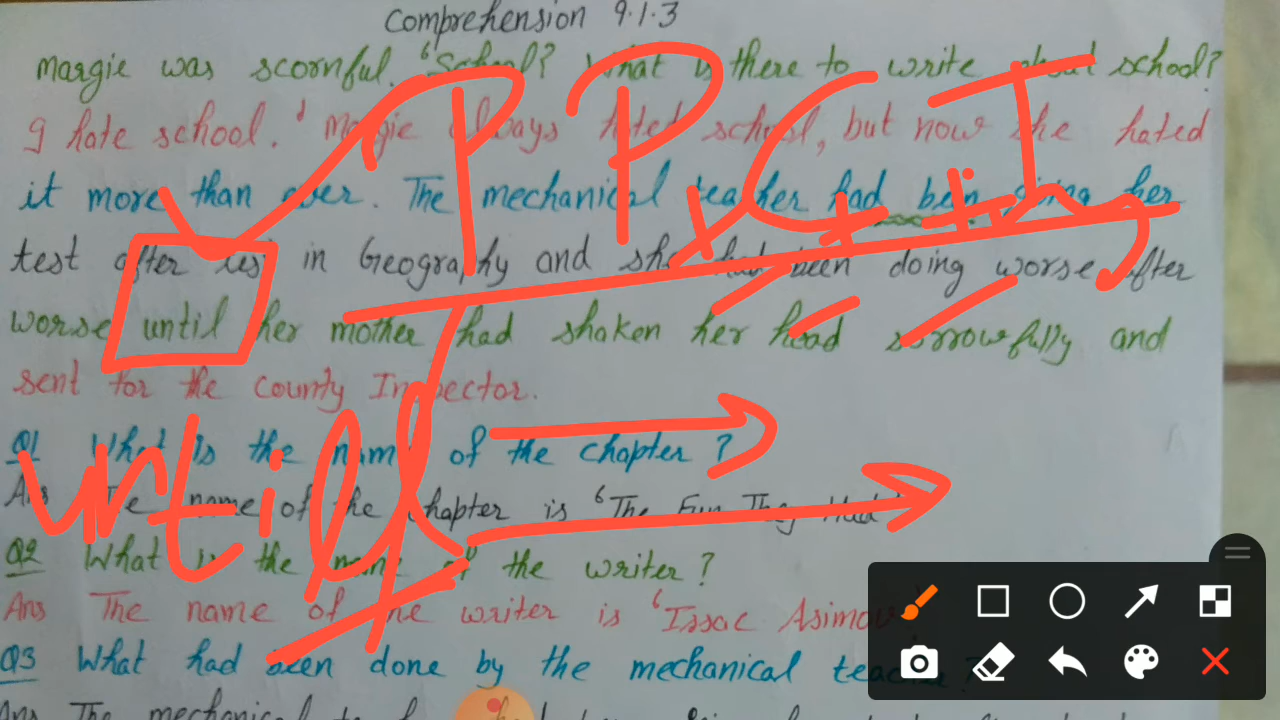 Comprehension 9.1.3
Margie was scornful. 'School? What is there to write about school?
I hate school.' Margie always hated school, but now she hated
it more than ever. The mechanical teacher had been giving her
test after test in Geography and she had been doing worse after
worse until her mother had shaken her head sorrowfully and
sent for the County Inspector.
Q1 What is the name of the chapter?
Ans The name of the chapter is 'The Fun They Had'
Q2 What is the name of the writer?
Ans The name of the writer is 'Issac Asimov'
Q3 What had been done by the mechanical teacher?
Ans The mechanical
PPCT
until